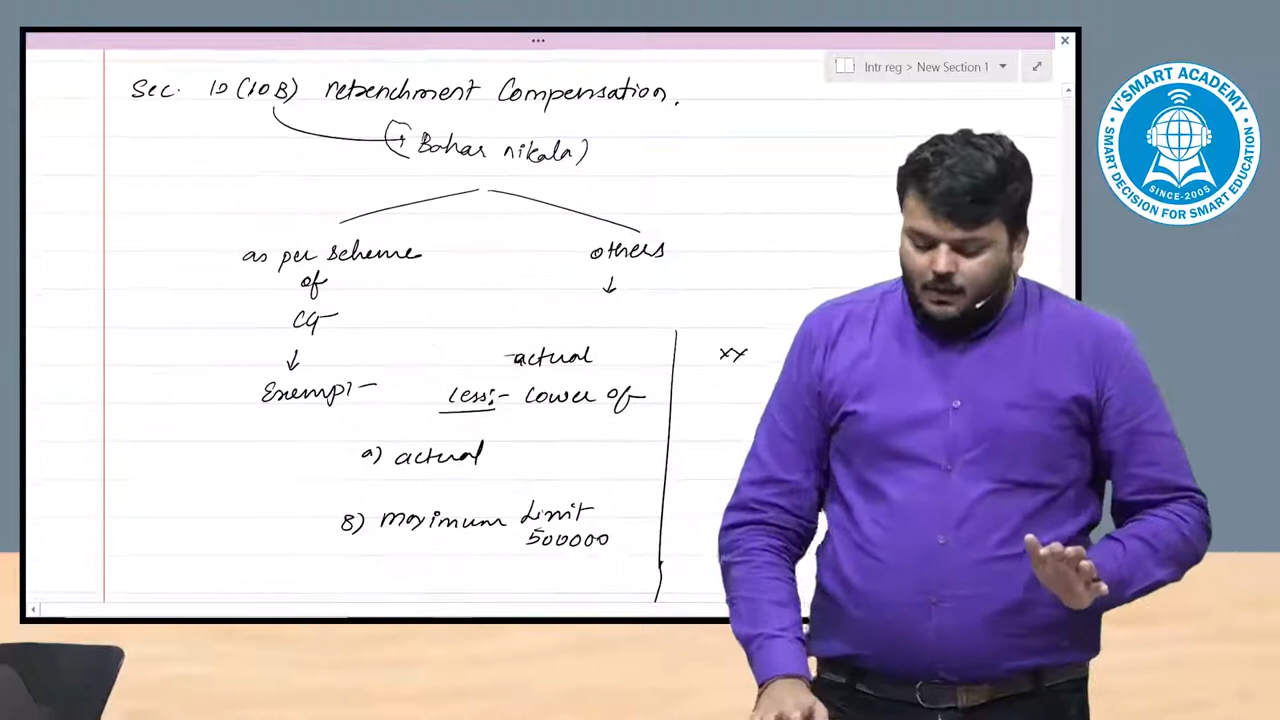 Intr reg > New Section 1
Sec. 10 (10B) retrenchment Compensation.
(Bahar nikala)
as per scheme
of
CG
↓
Exempt
others
↓
actual
xx
Less:- Lower of
a) actual
B) maximum Limit
500000
V'SMART ACADEMY
SINCE-2005
SMART DECISION FOR SMART EDUCATION